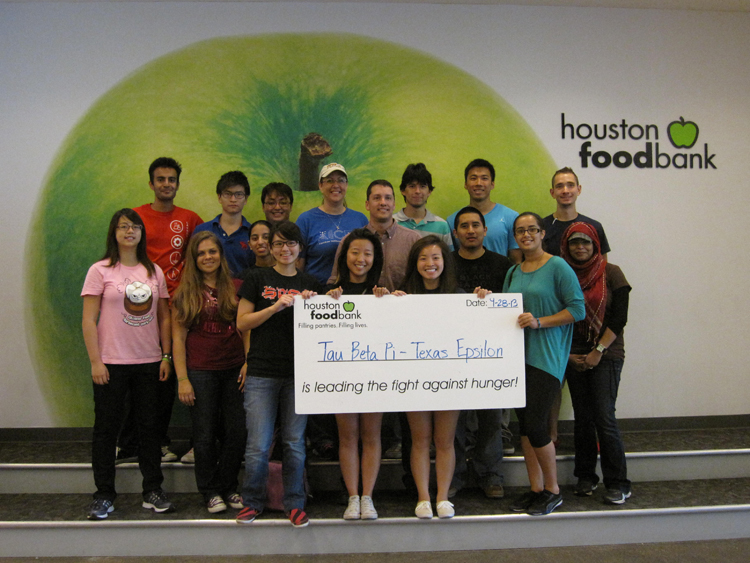 houston
foodbank
houston
foodbank
Filling pantries. Filling lives.
Date: 4-28-13
Tau Beta Pi - Texas Epsilon
is leading the fight against hunger!